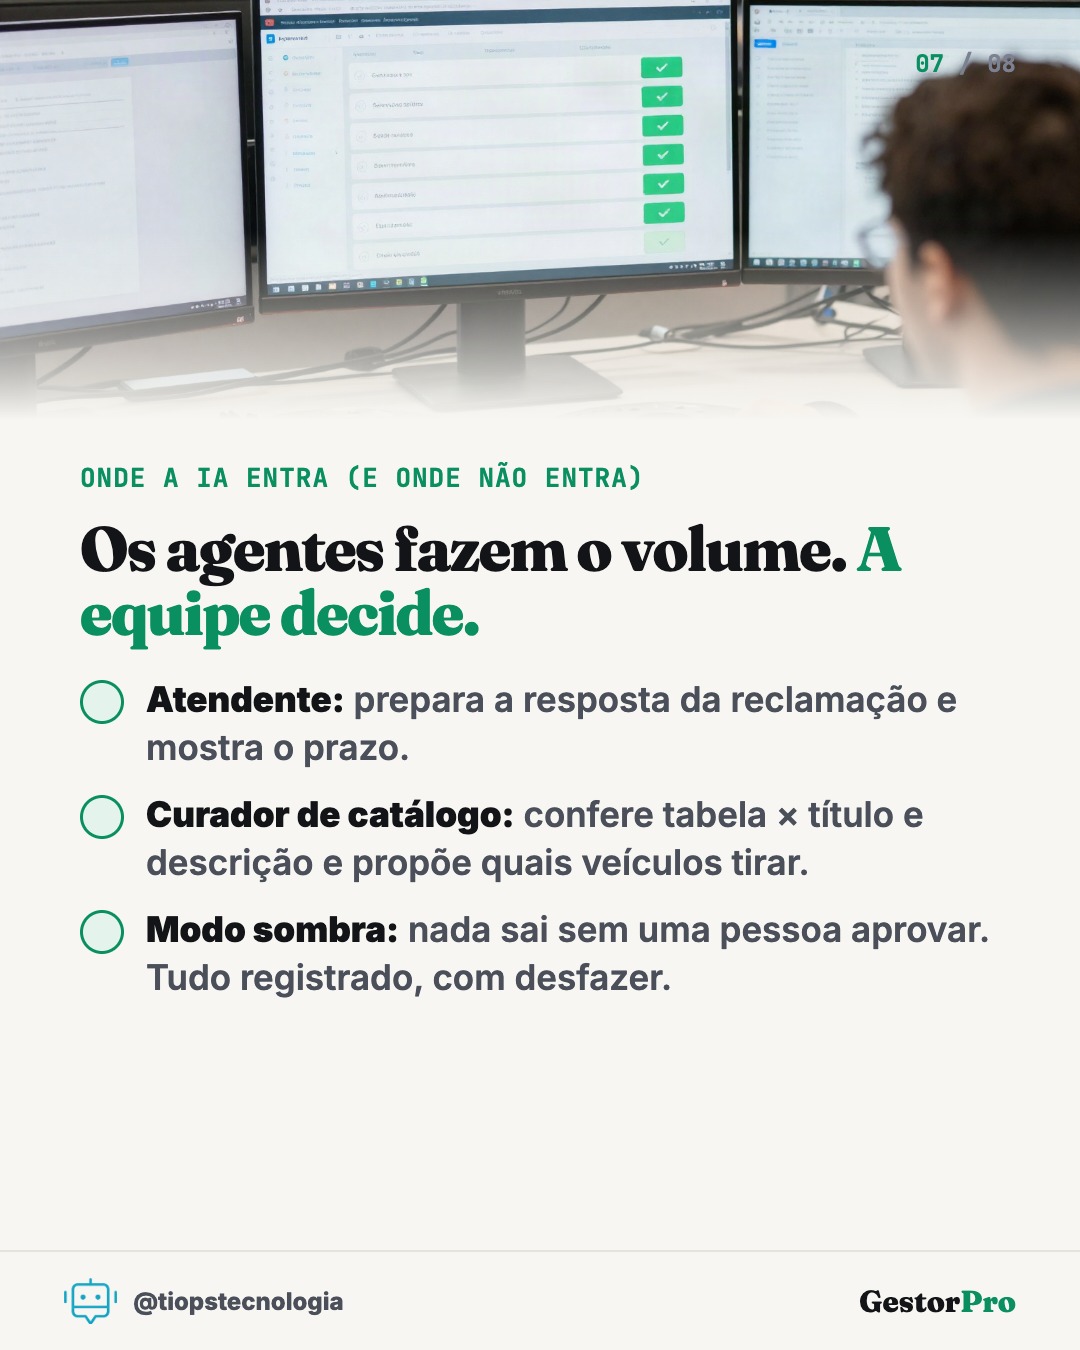 07 / 08
ONDE A IA ENTRA (E ONDE NÃO ENTRA)
Os agentes fazem o volume. A
equipe decide.
Atendente: prepara a resposta da reclamação e
mostra o prazo.
Curador de catálogo: confere tabela × título e
descrição e propõe quais veículos tirar.
Modo sombra: nada sai sem uma pessoa aprovar.
Tudo registrado, com desfazer.
@tiopstecnologia
GestorPro